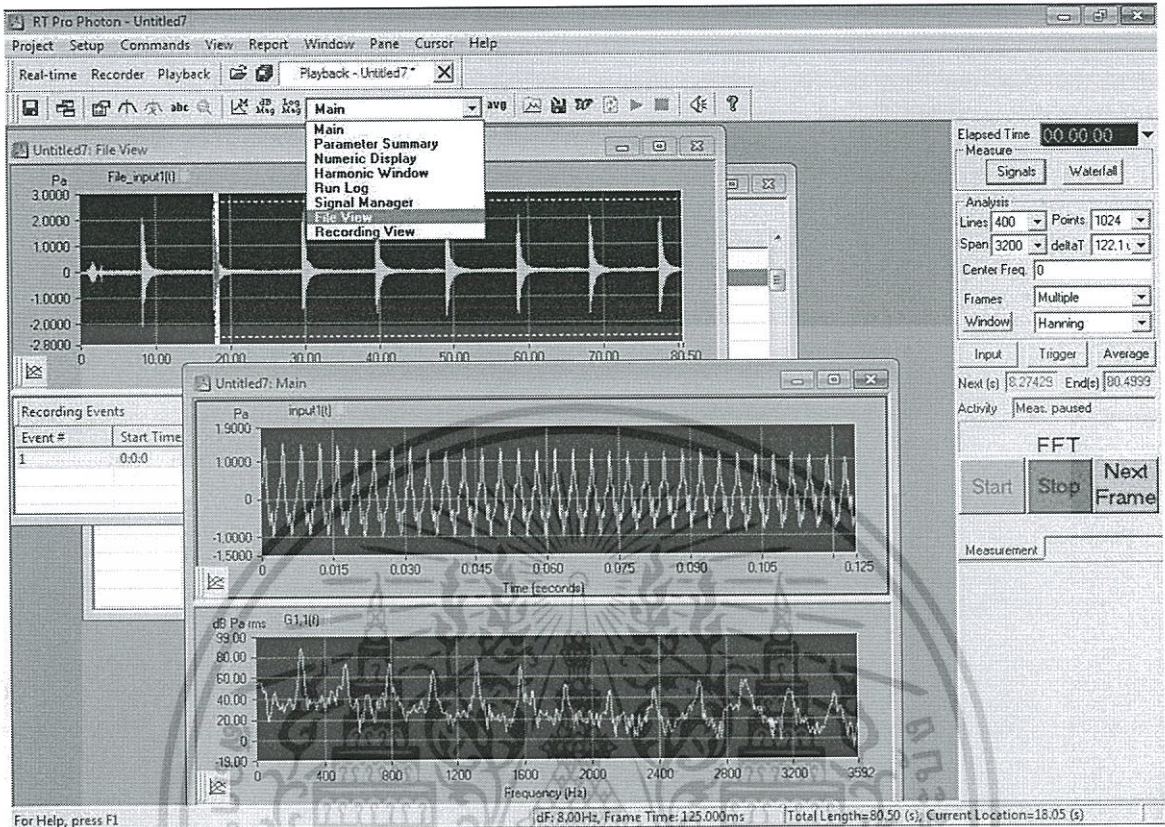 RT Pro Photon - Untitled7
Project Setup Commands View Report Window Pane Cursor Help
Real-time Recorder Playback Playback - Untitled7 * X
abc dB Mag Log Mag Main avg
Main
Parameter Summary
Numeric Display
Harmonic Window
Run Log
Signal Manager
File View
Recording View
Untitled7: File View
Pa File_input1(t)
3.0000
2.0000
1.0000
0
-1.0000
-2.0000
-2.8000
0 10.00 20.00 30.00 40.00 50.00 60.00 70.00 80.50
Recording Events
Event # Start Time
1 0:0:0
Untitled7: Main
Pa input1(t)
1.9000
1.0000
0
-1.0000
-1.5000
0 0.015 0.030 0.045 0.060 0.075 0.090 0.105 0.125
Time (seconds)
dB Pa rms G1,1(f)
99.00
80.00
60.00
40.00
20.00
0
-19.00
0 400 800 1200 1600 2000 2400 2800 3200 3592
Frequency (Hz)
Elapsed Time 00:00:00
Measure
Signals Waterfall
Analysis
Lines 400 Points 1024
Span 3200 deltaT 122.1
Center Freq. 0
Frames Multiple
Window Hanning
Input Trigger Average
Next (s) 8.27429 End(s) 80.4999
Activity Meas. paused
FFT
Start Stop Next Frame
Measurement
For Help, press F1
dF: 8.00Hz, Frame Time: 125.000ms Total Length=80.50 (s), Current Location=18.05 (s)